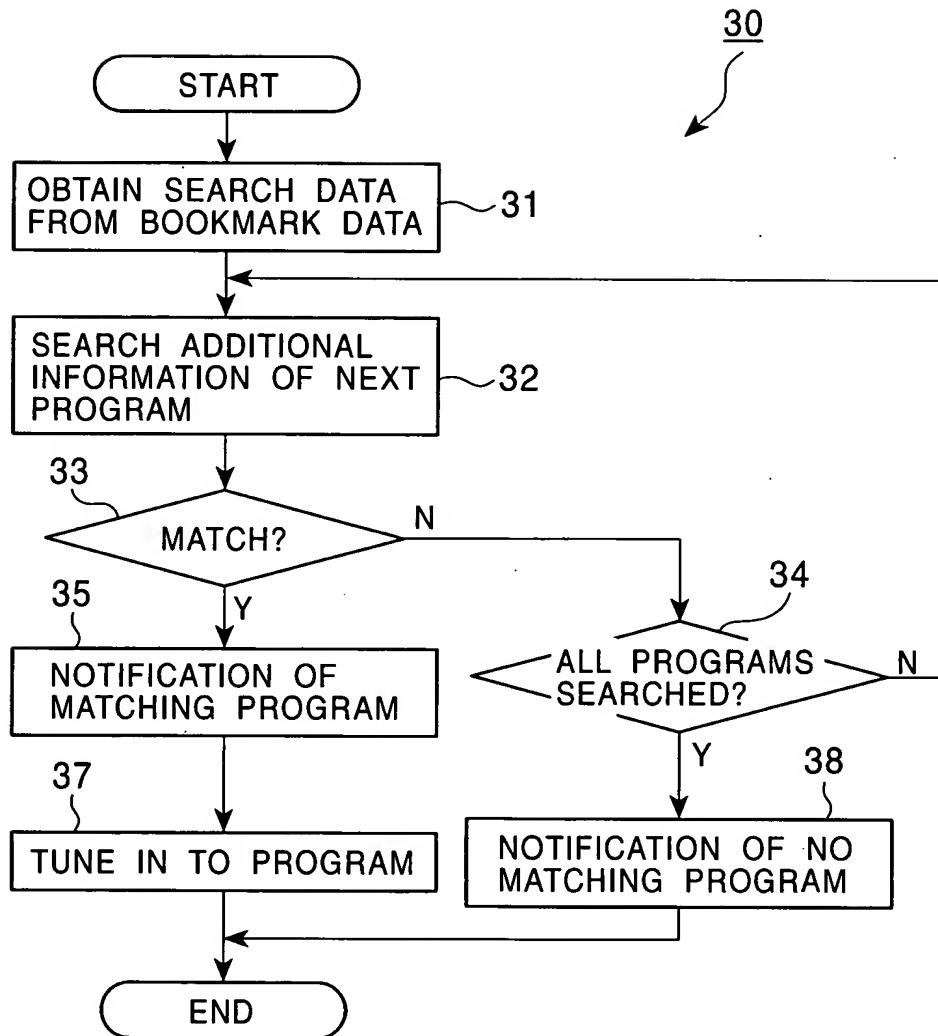 30
START
OBTAIN SEARCH DATA
FROM BOOKMARK DATA
31
SEARCH ADDITIONAL
INFORMATION OF NEXT
PROGRAM
32
33
MATCH?
N
Y
34
ALL PROGRAMS
SEARCHED?
N
Y
35
NOTIFICATION OF
MATCHING PROGRAM
37
TUNE IN TO PROGRAM
38
NOTIFICATION OF NO
MATCHING PROGRAM
END